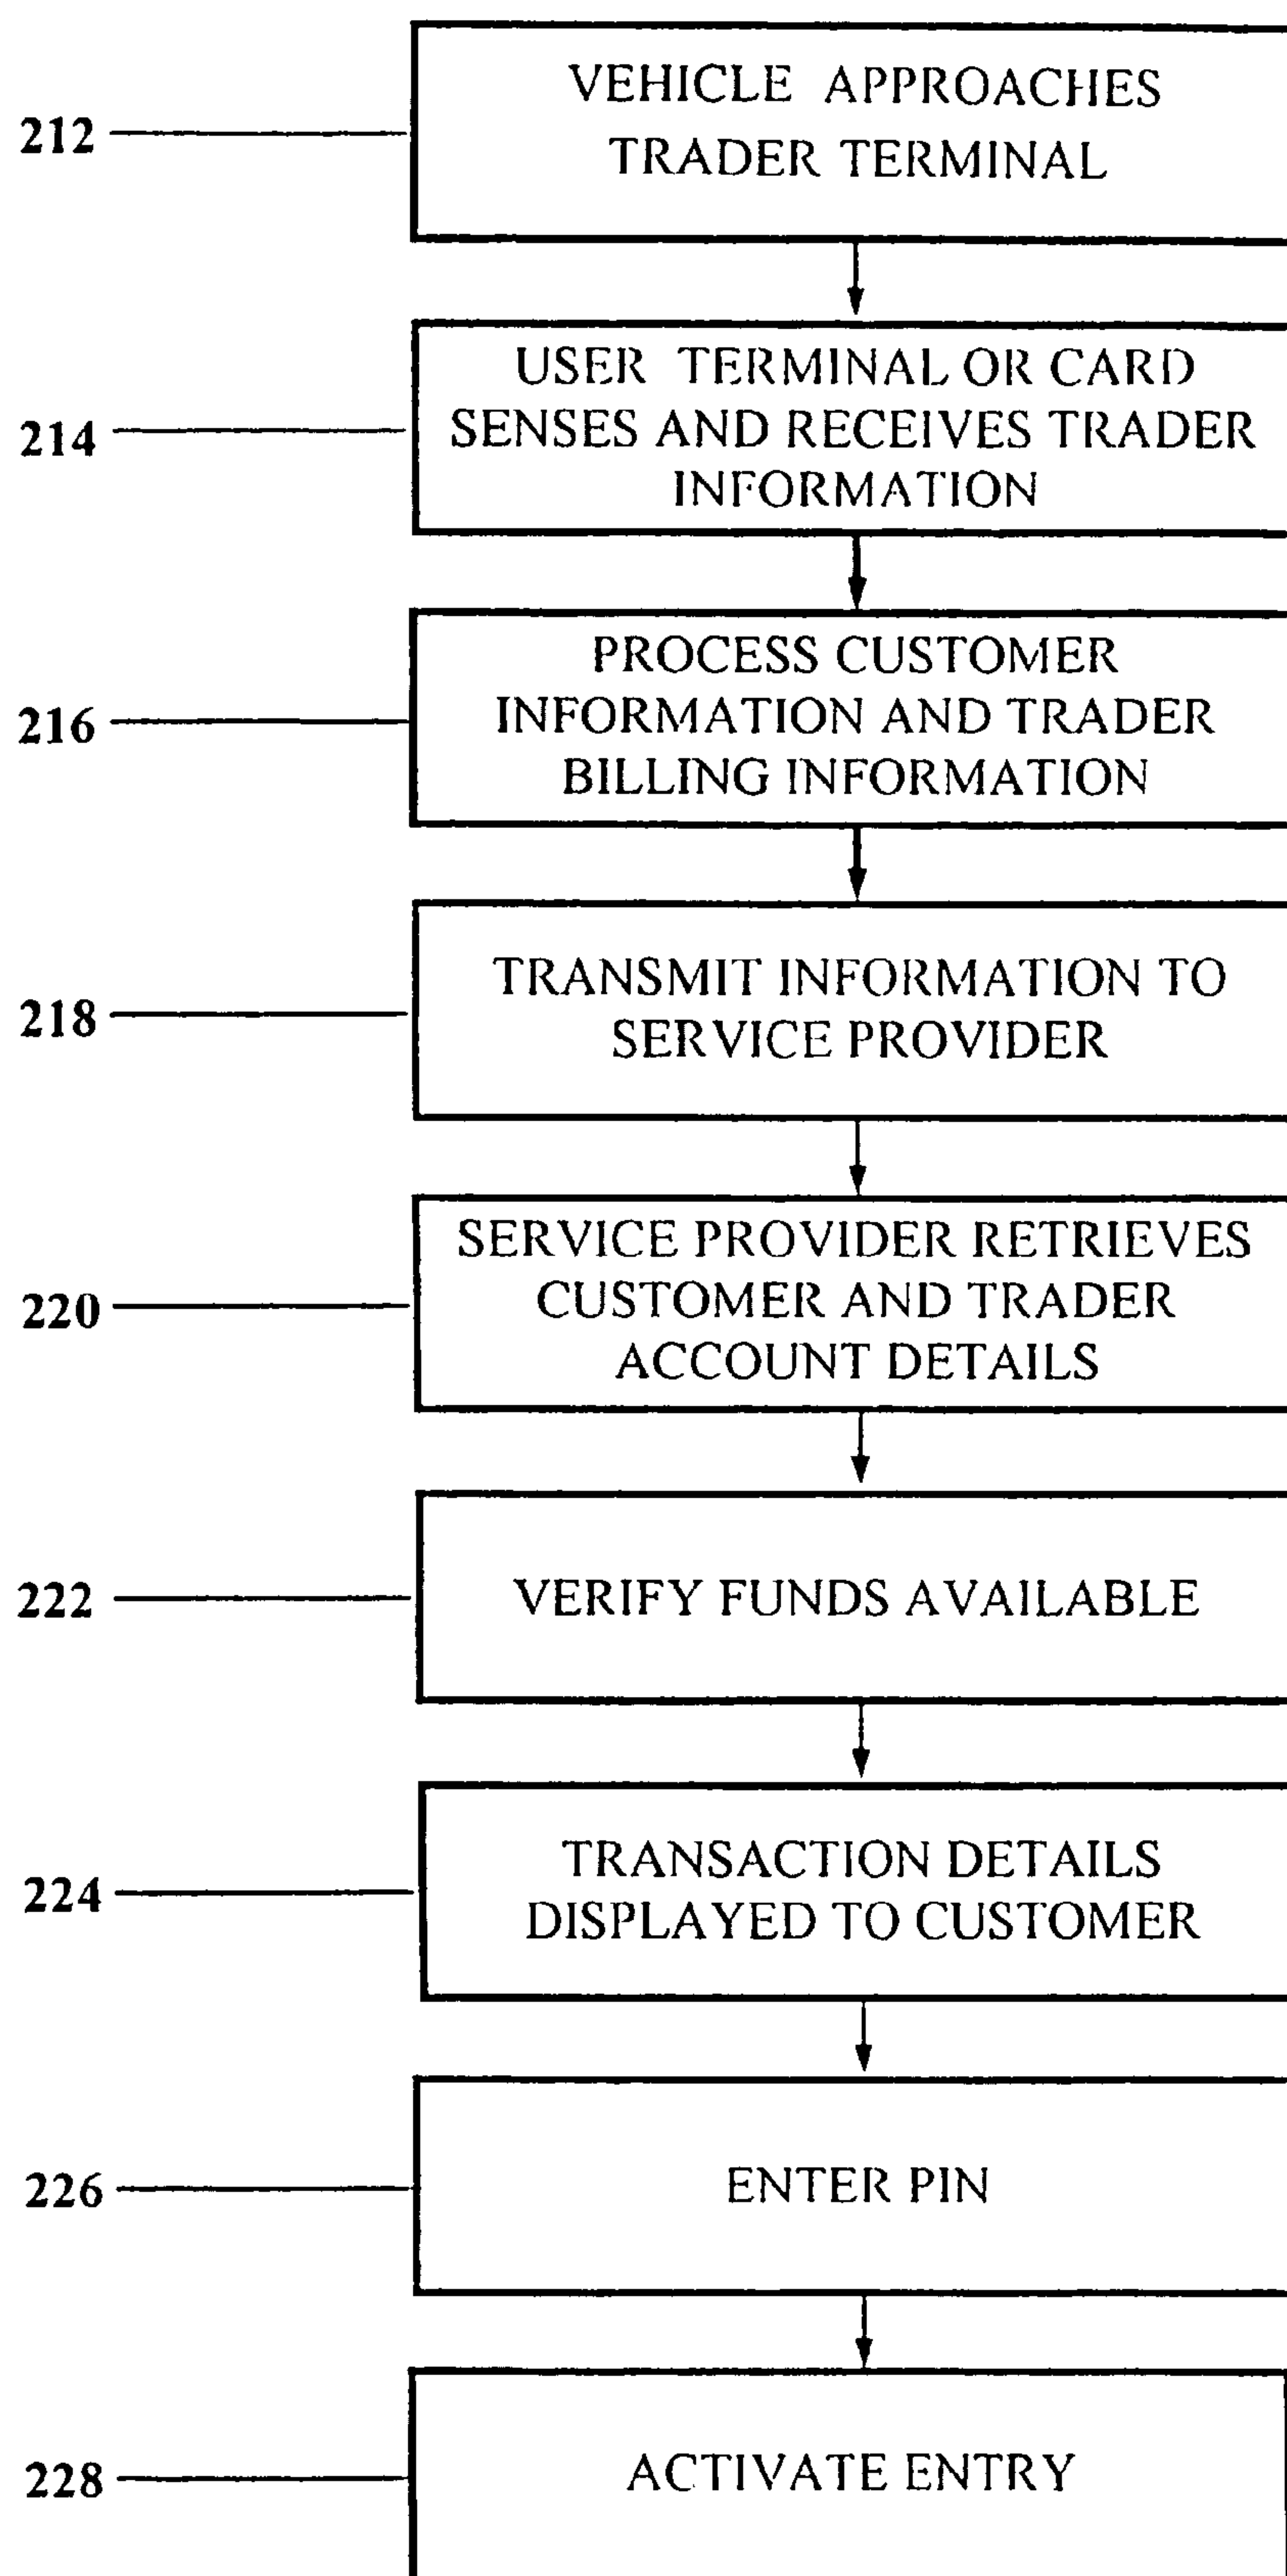 VEHICLE APPROACHES
212
TRADER TERMINAL
USER TERMINAL OR CARD
214
SENSES AND RECEIVES TRADER
INFORMATION
PROCESS CUSTOMER
216
INFORMATION AND TRADER
BILLING INFORMATION
218
TRANSMIT INFORMATION TO
SERVICE PROVIDER
220
SERVICE PROVIDER RETRIEVES
CUSTOMER AND TRADER
ACCOUNT DETAILS
222
VERIFY FUNDS AVAILABLE
224
TRANSACTION DETAILS
DISPLAYED TO CUSTOMER
226
ENTER PIN
228
ACTIVATE ENTRY